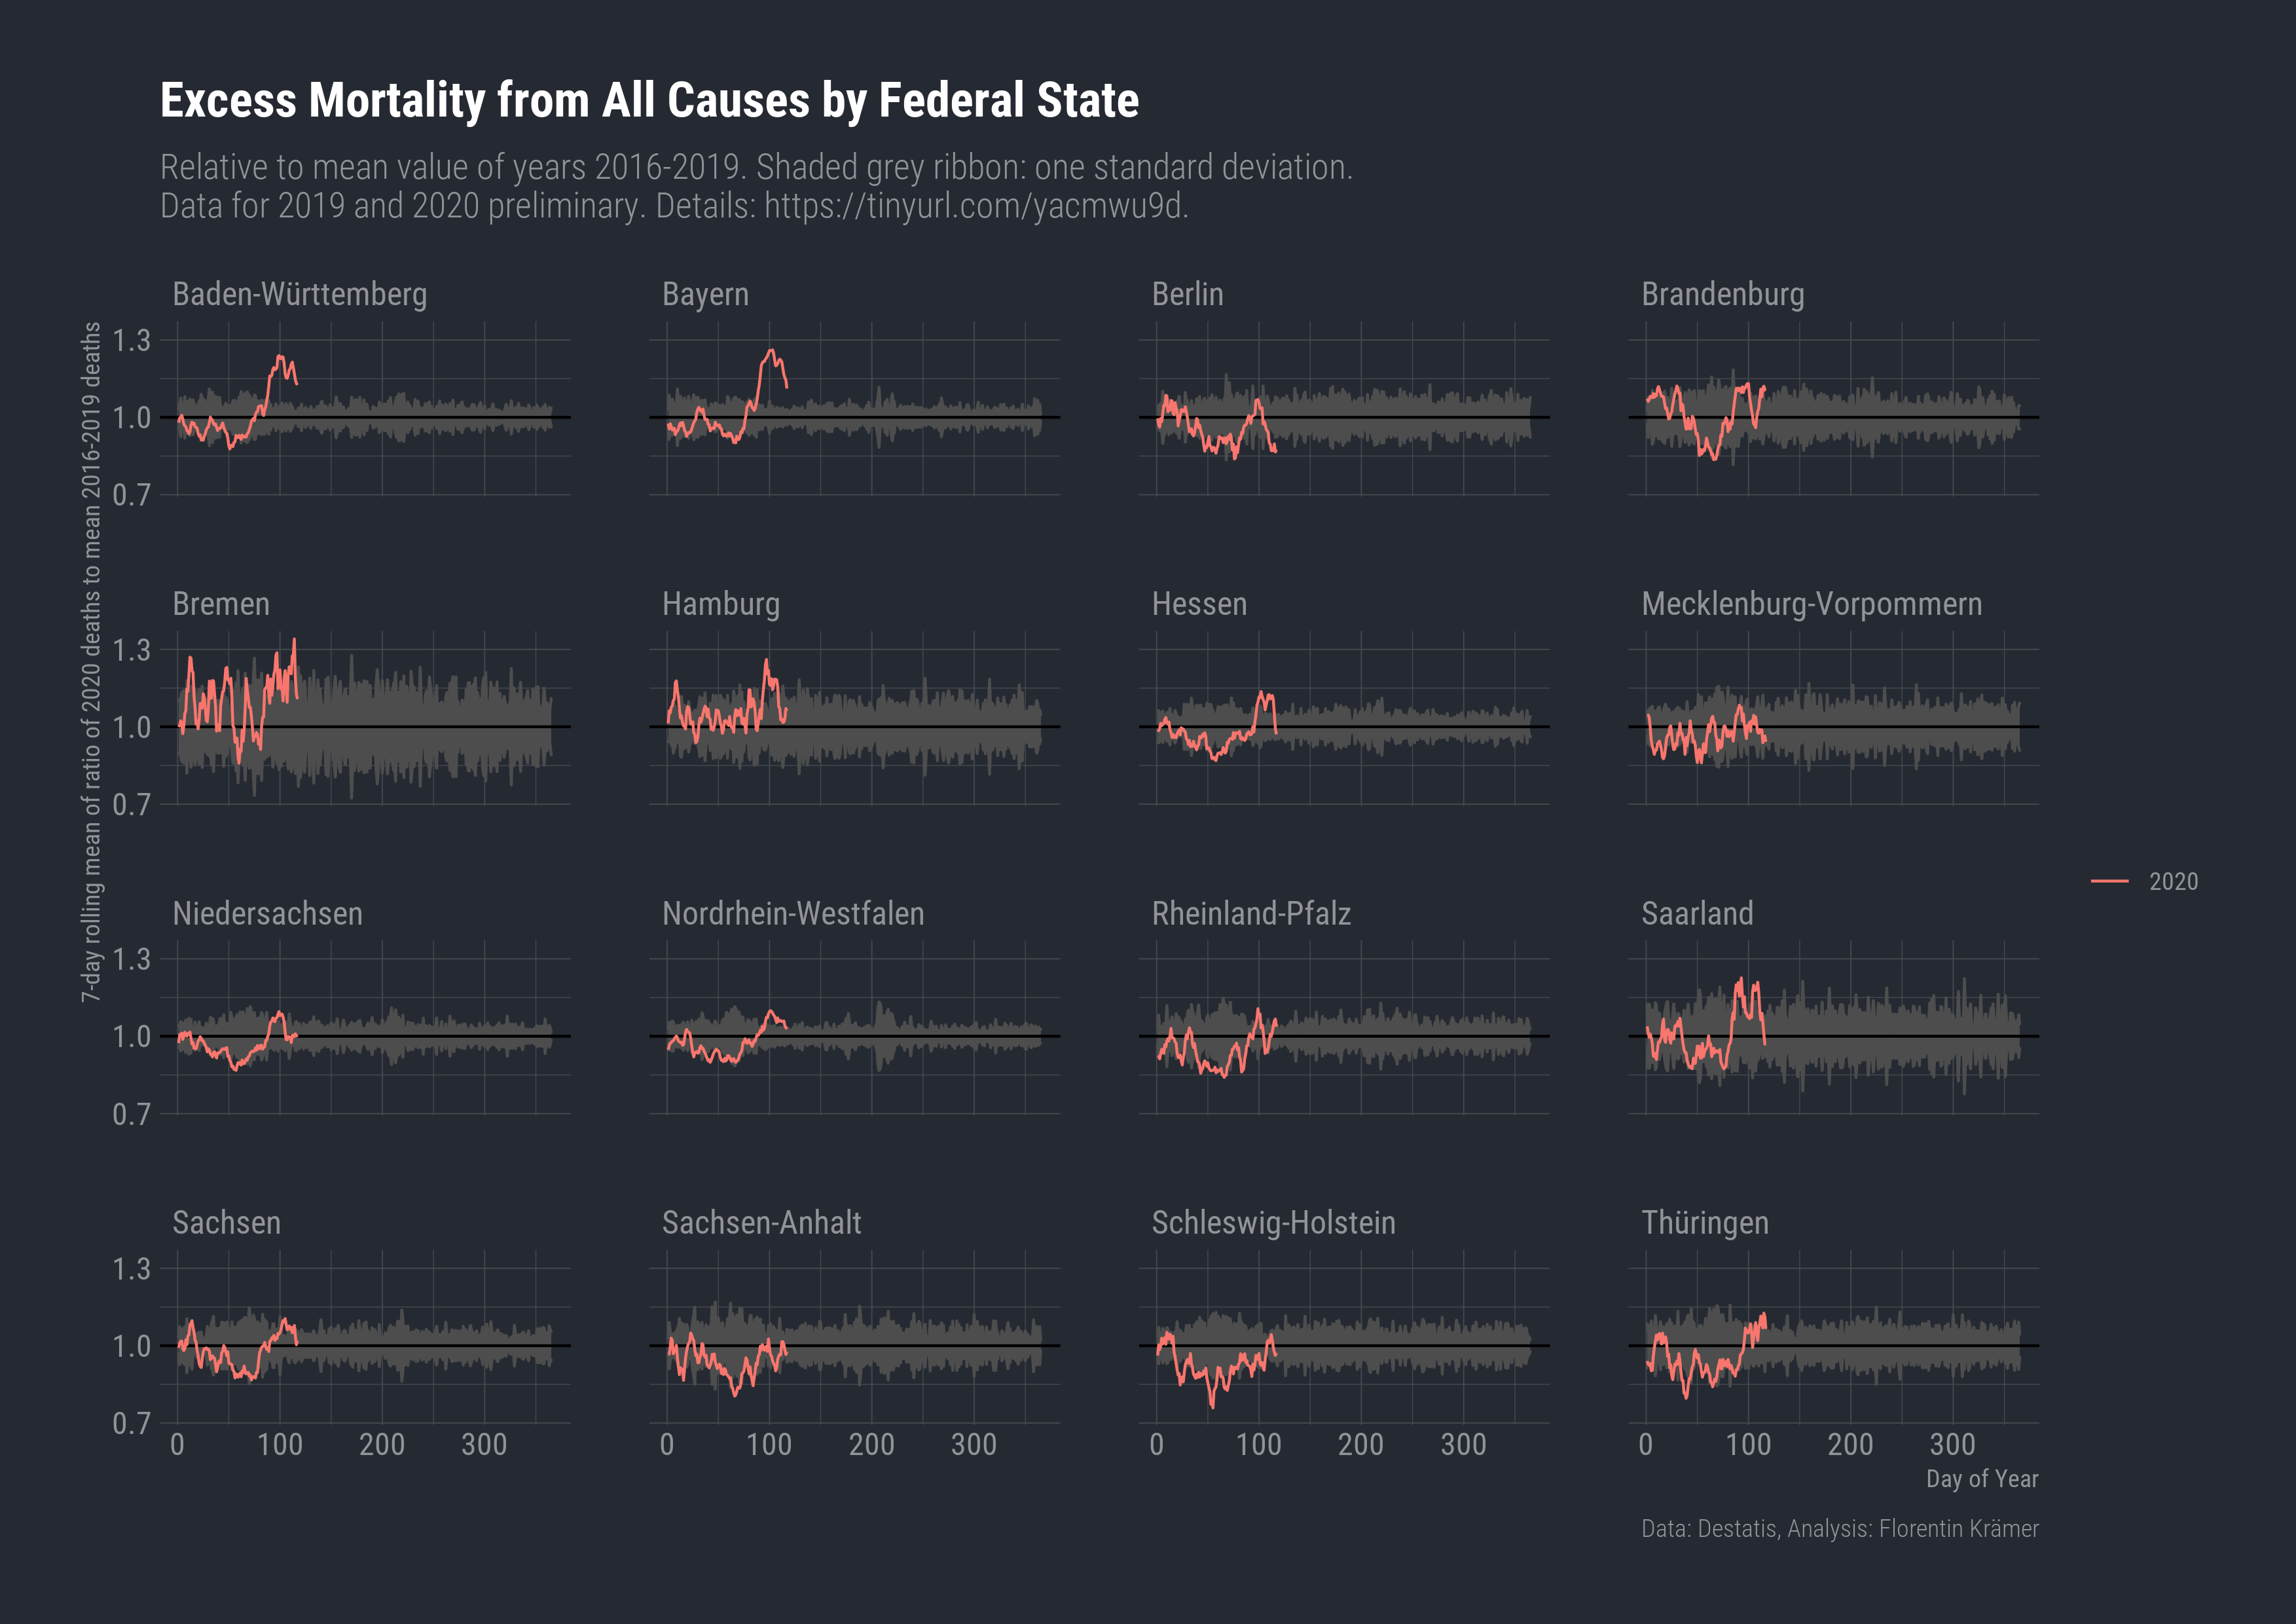 Excess Mortality from All Causes by Federal State
Relative to mean value of years 2016-2019. Shaded grey ribbon: one standard deviation.
Data for 2019 and 2020 preliminary. Details: https://tinyurl.com/yacmwu9d.
7-day rolling mean of ratio of 2020 deaths to mean 2016-2019 deaths
Baden-Württemberg
Bayern
Berlin
Brandenburg
1.3
1.0
0.7
Bremen
Hamburg
Hessen
Mecklenburg-Vorpommern
1.3
1.0
0.7
2020
Niedersachsen
Nordrhein-Westfalen
Rheinland-Pfalz
Saarland
1.3
1.0
0.7
Sachsen
Sachsen-Anhalt
Schleswig-Holstein
Thüringen
1.3
1.0
0.7
0 100 200 300
0 100 200 300
0 100 200 300
0 100 200 300
Day of Year
Data: Destatis, Analysis: Florentin Krämer